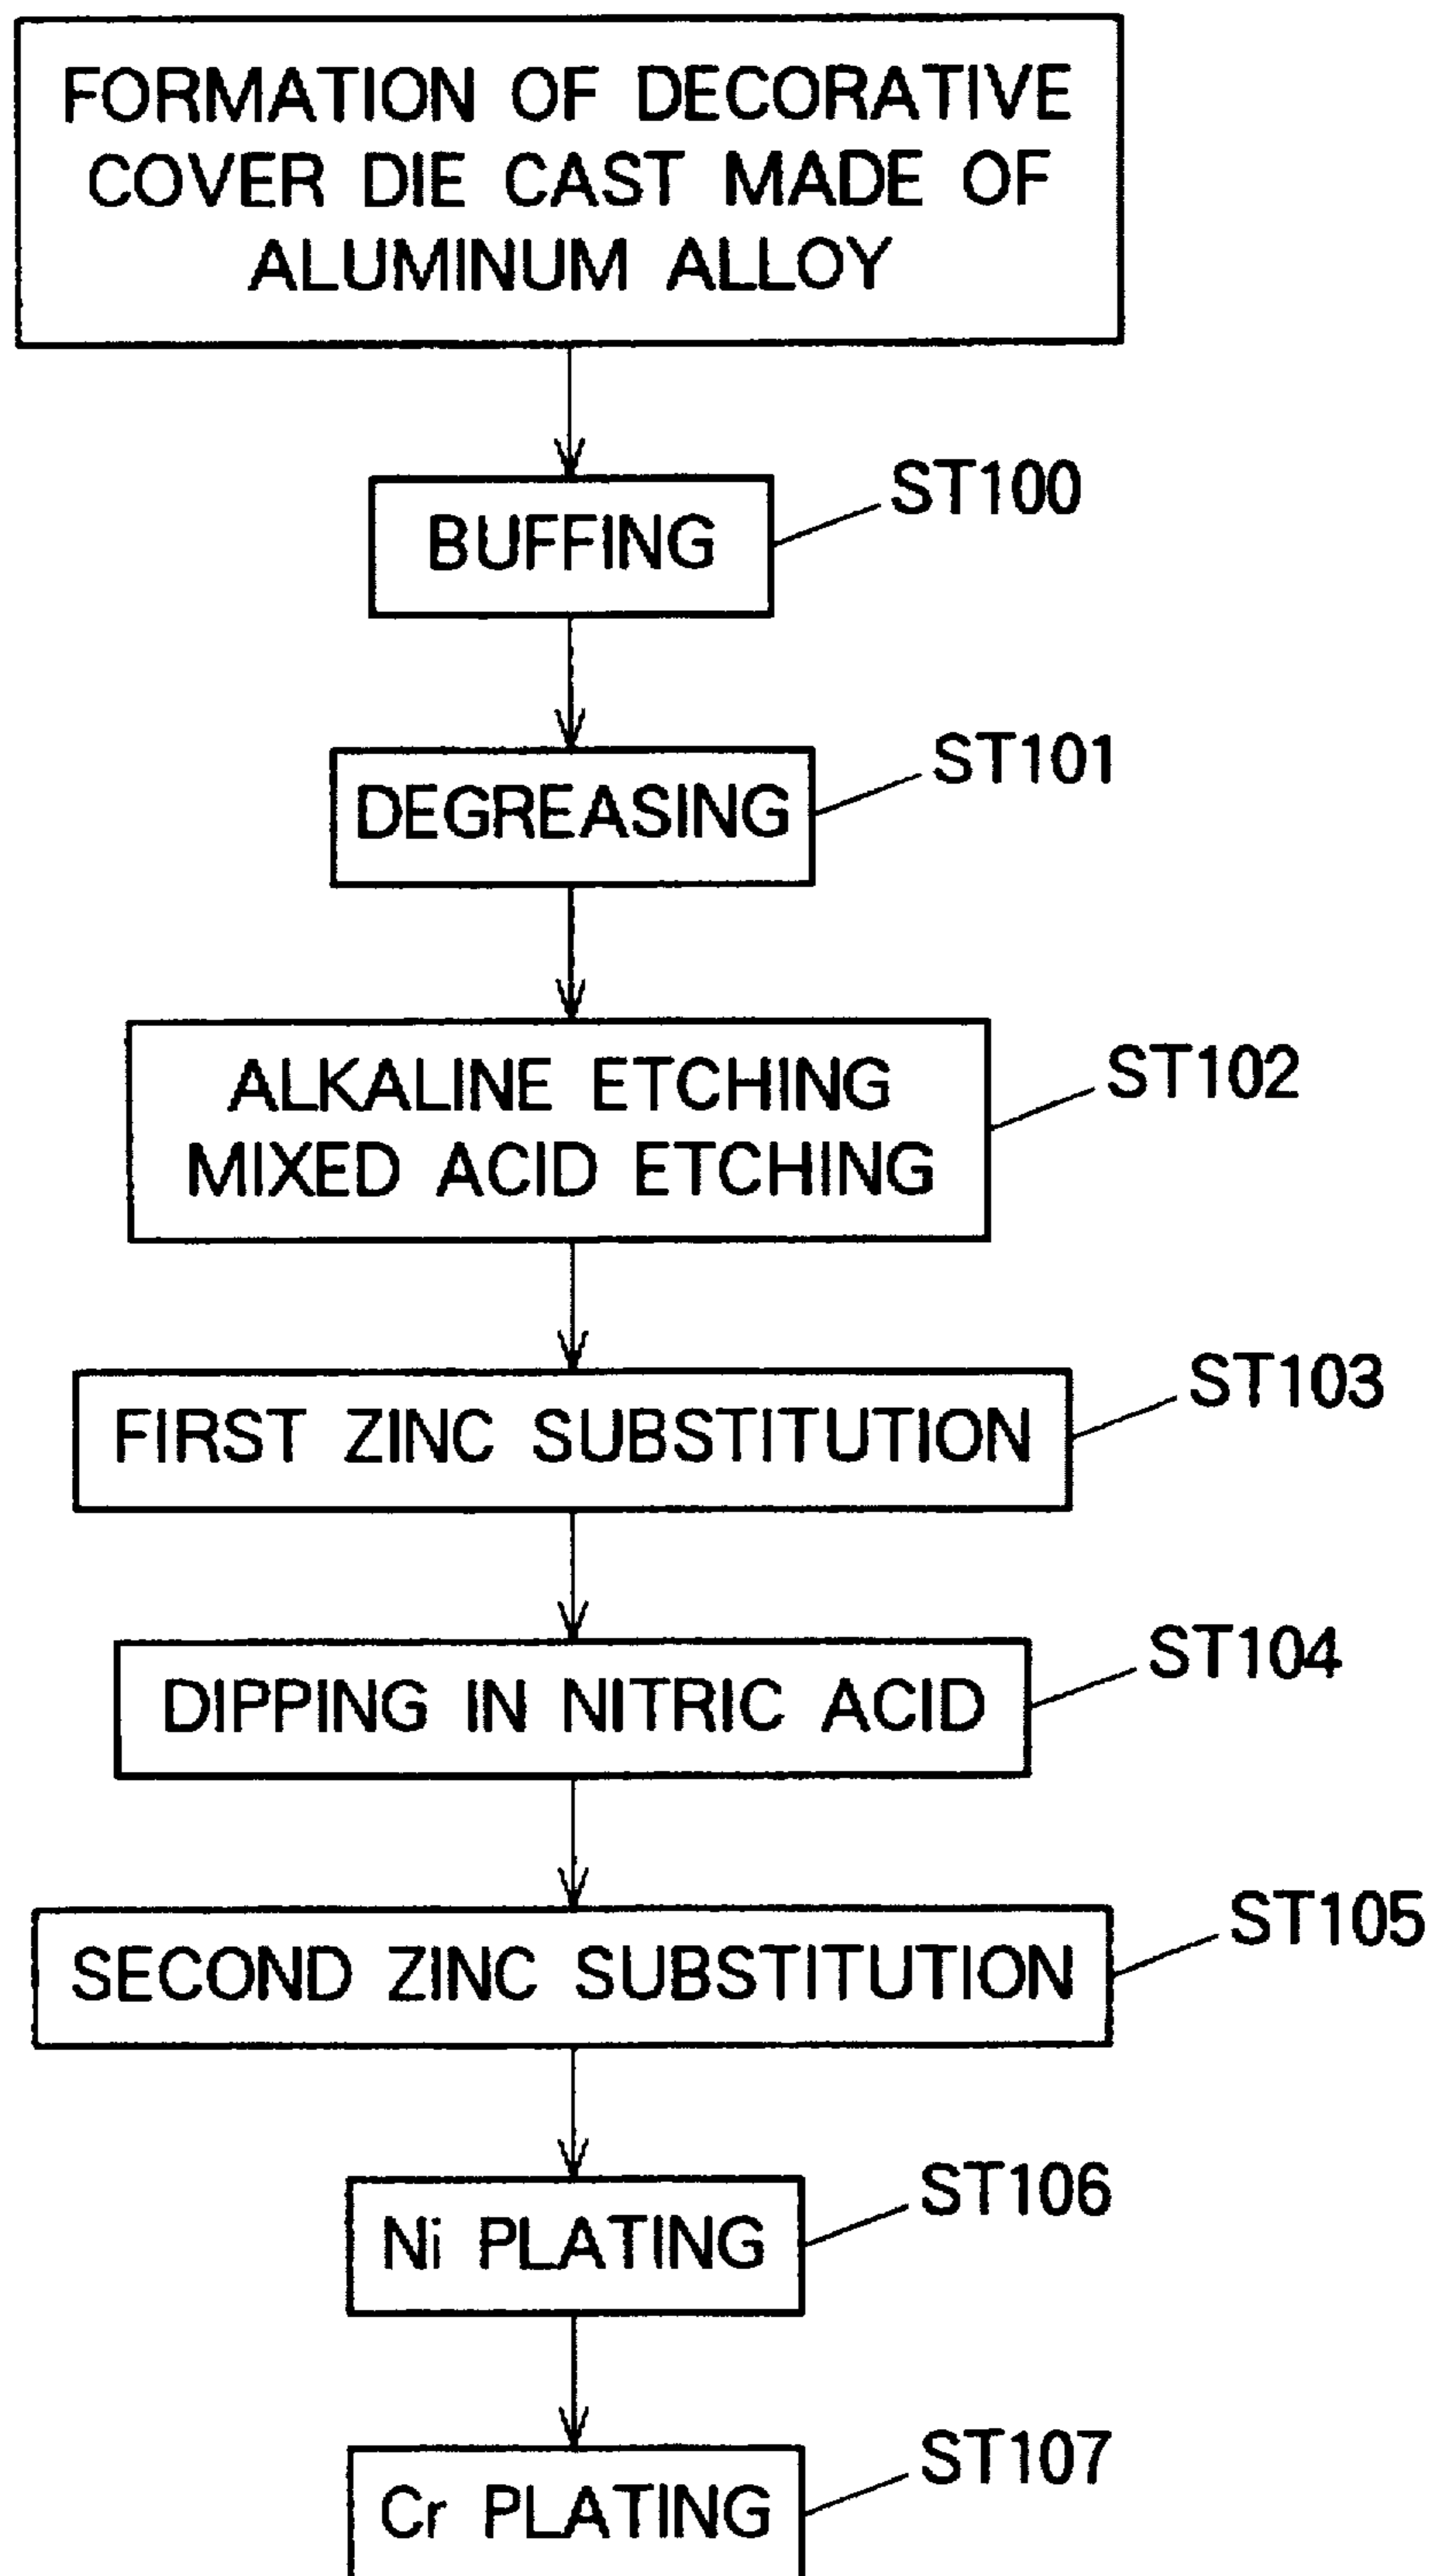 FORMATION OF DECORATIVE
COVER DIE CAST MADE OF
ALUMINUM ALLOY
ST100
BUFFING
ST101
DEGREASING
ST102
ALKALINE ETCHING
MIXED ACID ETCHING
ST103
FIRST ZINC SUBSTITUTION
ST104
DIPPING IN NITRIC ACID
ST105
SECOND ZINC SUBSTITUTION
ST106
Ni PLATING
ST107
Cr PLATING